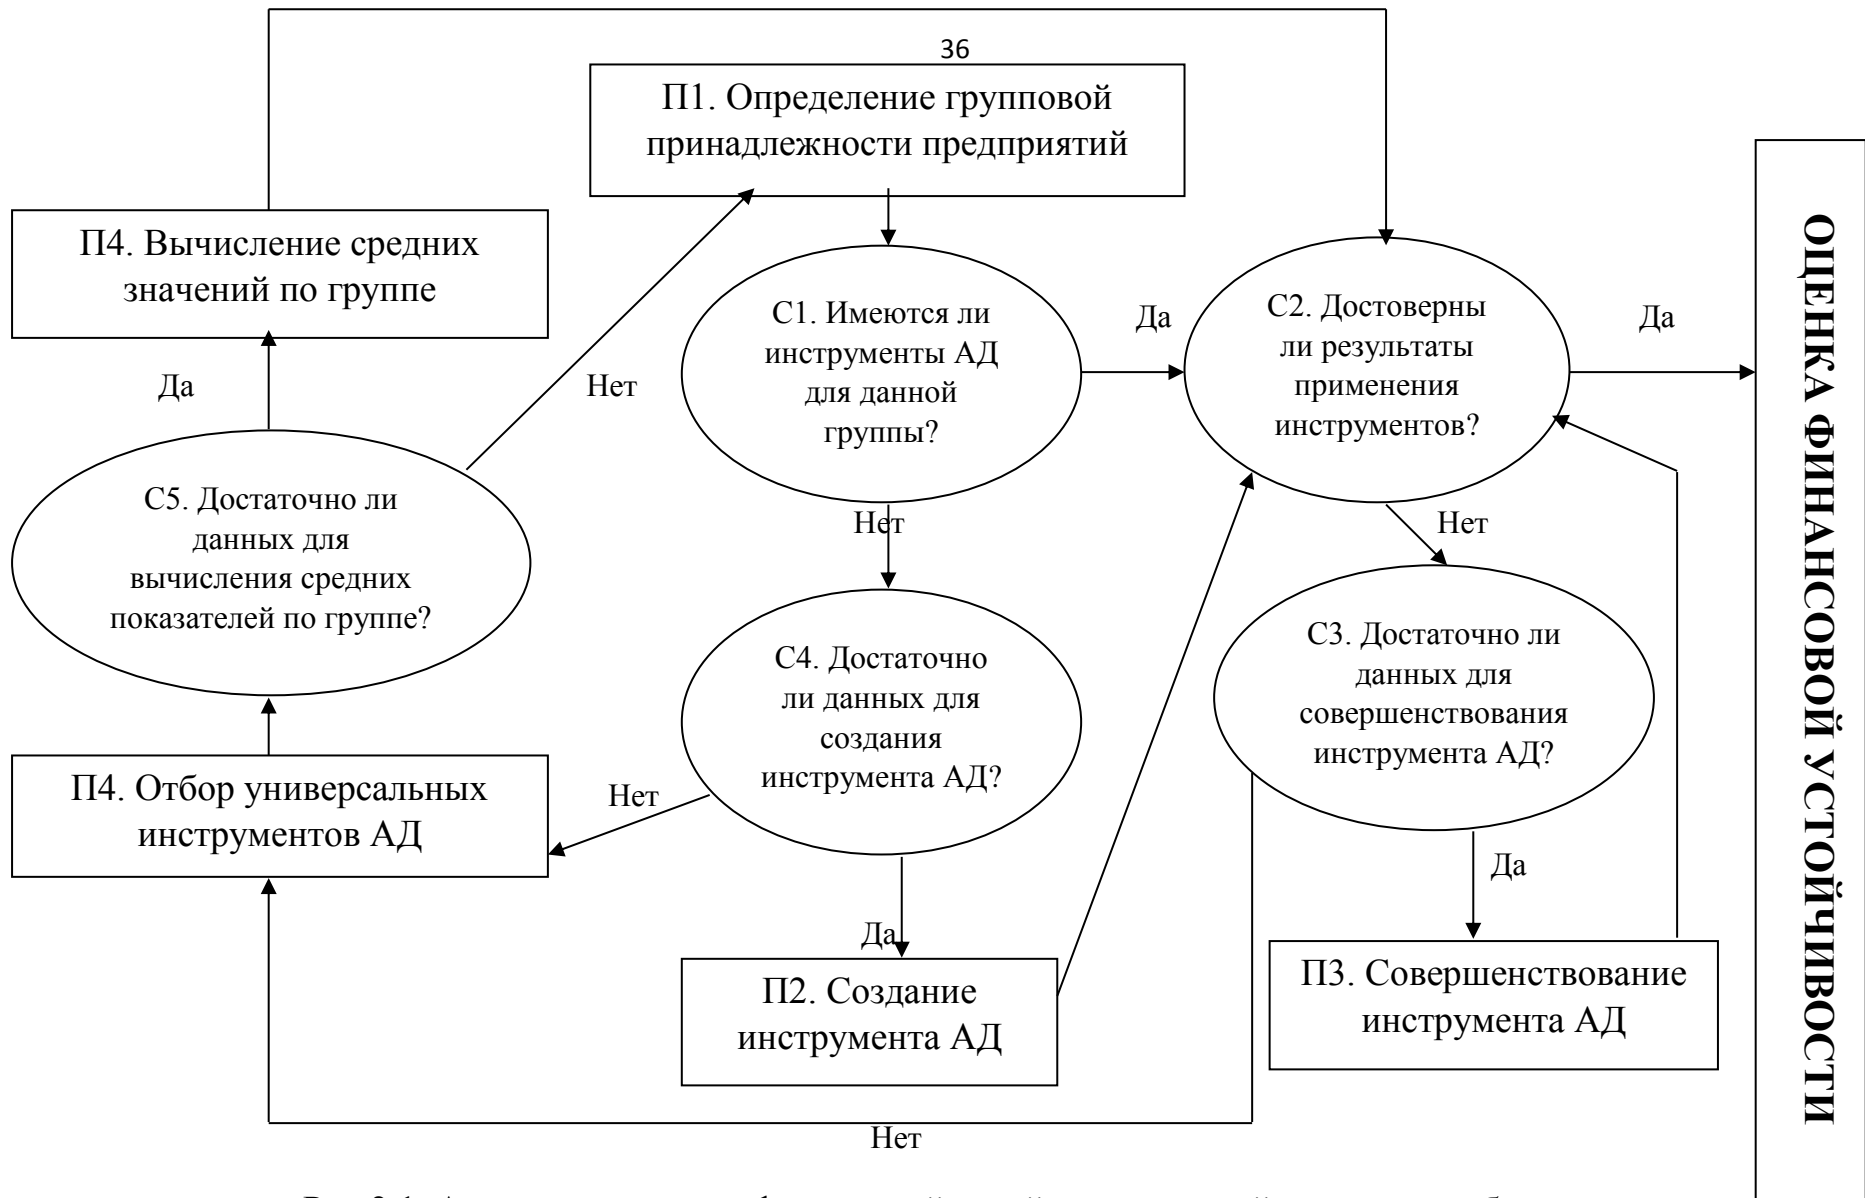 36
П1. Определение групповой
принадлежности предприятий
П4. Вычисление средних
значений по группе
С1. Имеются ли
инструменты АД
для данной
группы?
Да
С2. Достоверны
ли результаты
применения
инструментов?
Да
Да
Нет
Нет
Нет
С5. Достаточно ли
данных для
вычисления средних
показателей по группе?
С4. Достаточно
ли данных для
создания
инструмента АД?
С3. Достаточно ли
данных для
совершенствования
инструмента АД?
П4. Отбор универсальных
инструментов АД
Нет
Да
Да
П2. Создание
инструмента АД
П3. Совершенствование
инструмента АД
Нет
ОЦЕНКА ФИНАНСОВОЙ УСТОЙЧИВОСТИ